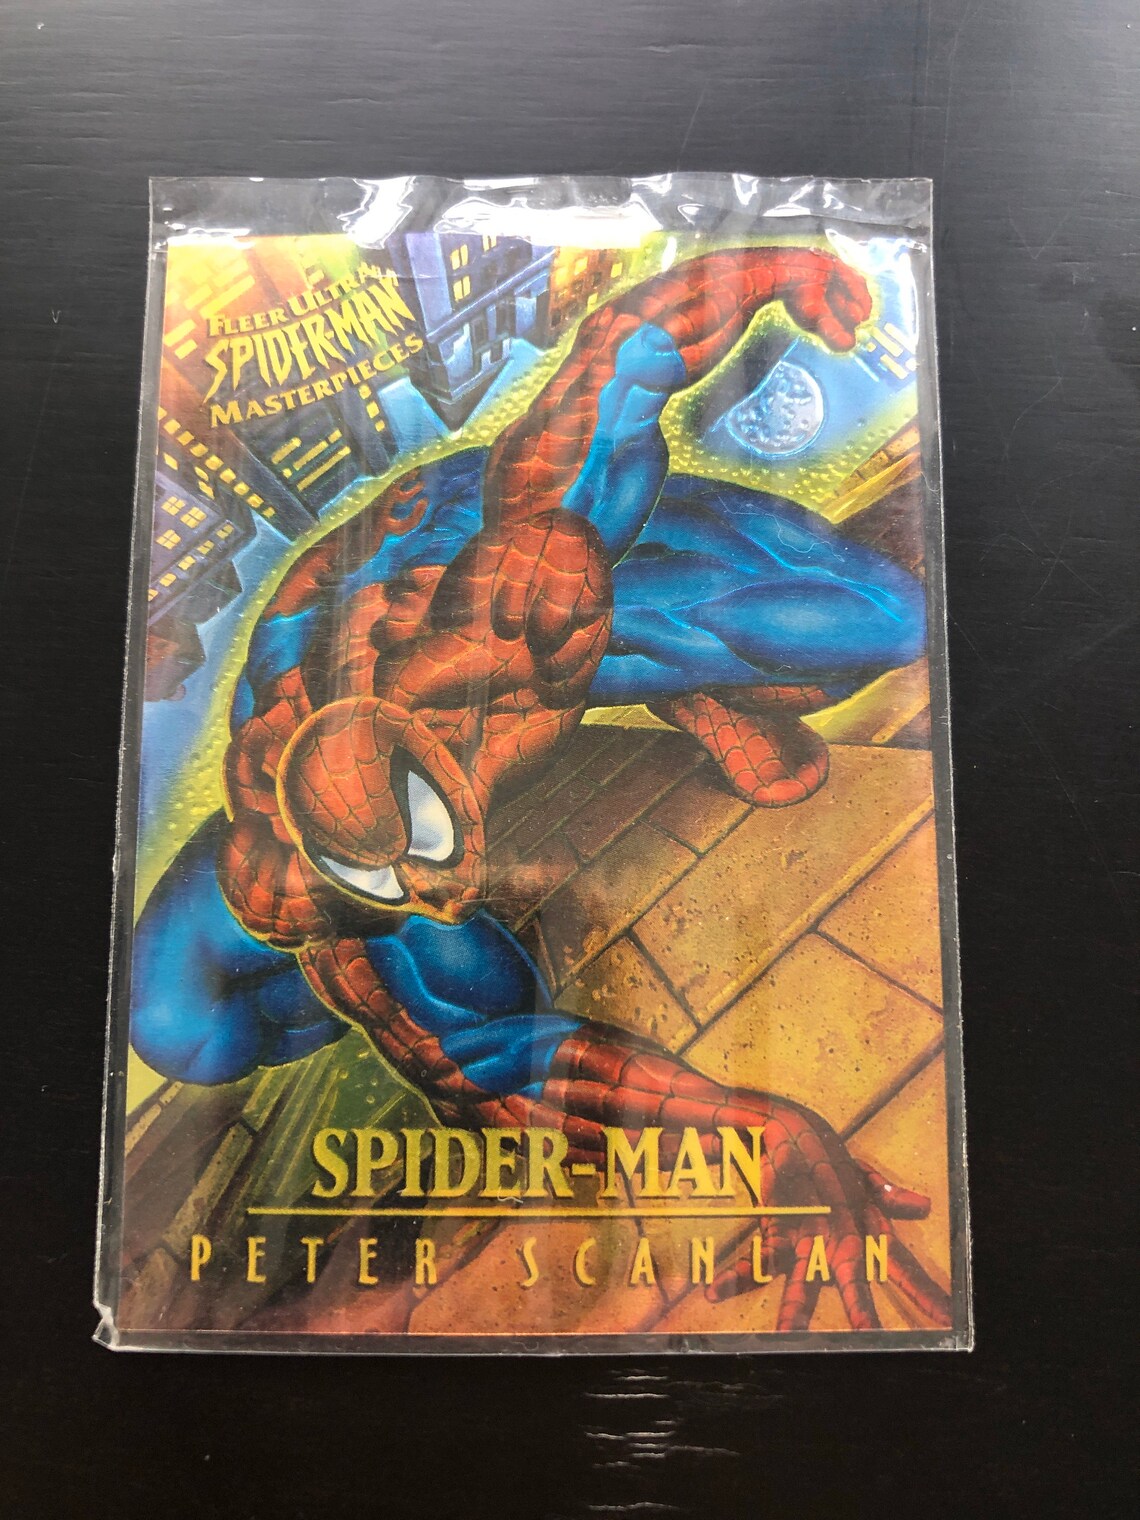 FLEER ULTRA
SPIDER-MAN
MASTERPIECES
SPIDER-MAN
PETER SCANLAN